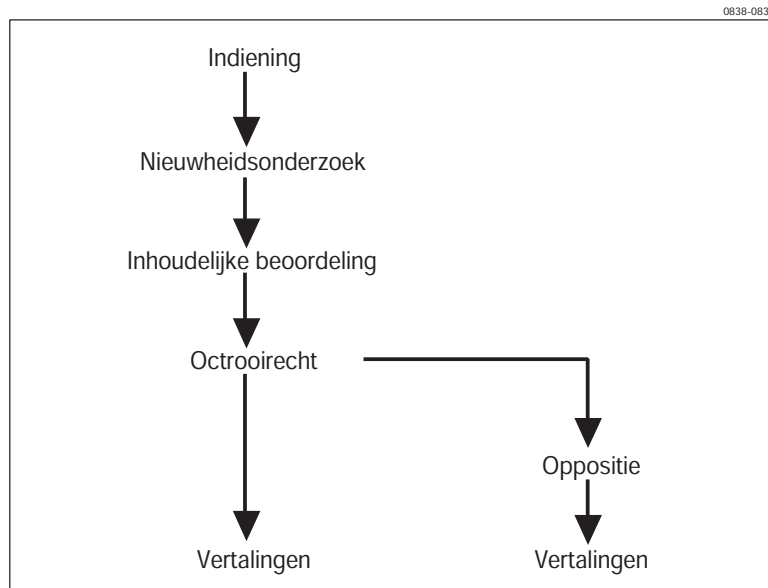 0838-083
Indiening
Nieuwheidsonderzoek
Inhoudelijke beoordeling
Octrooirecht
Oppositie
Vertalingen
Vertalingen